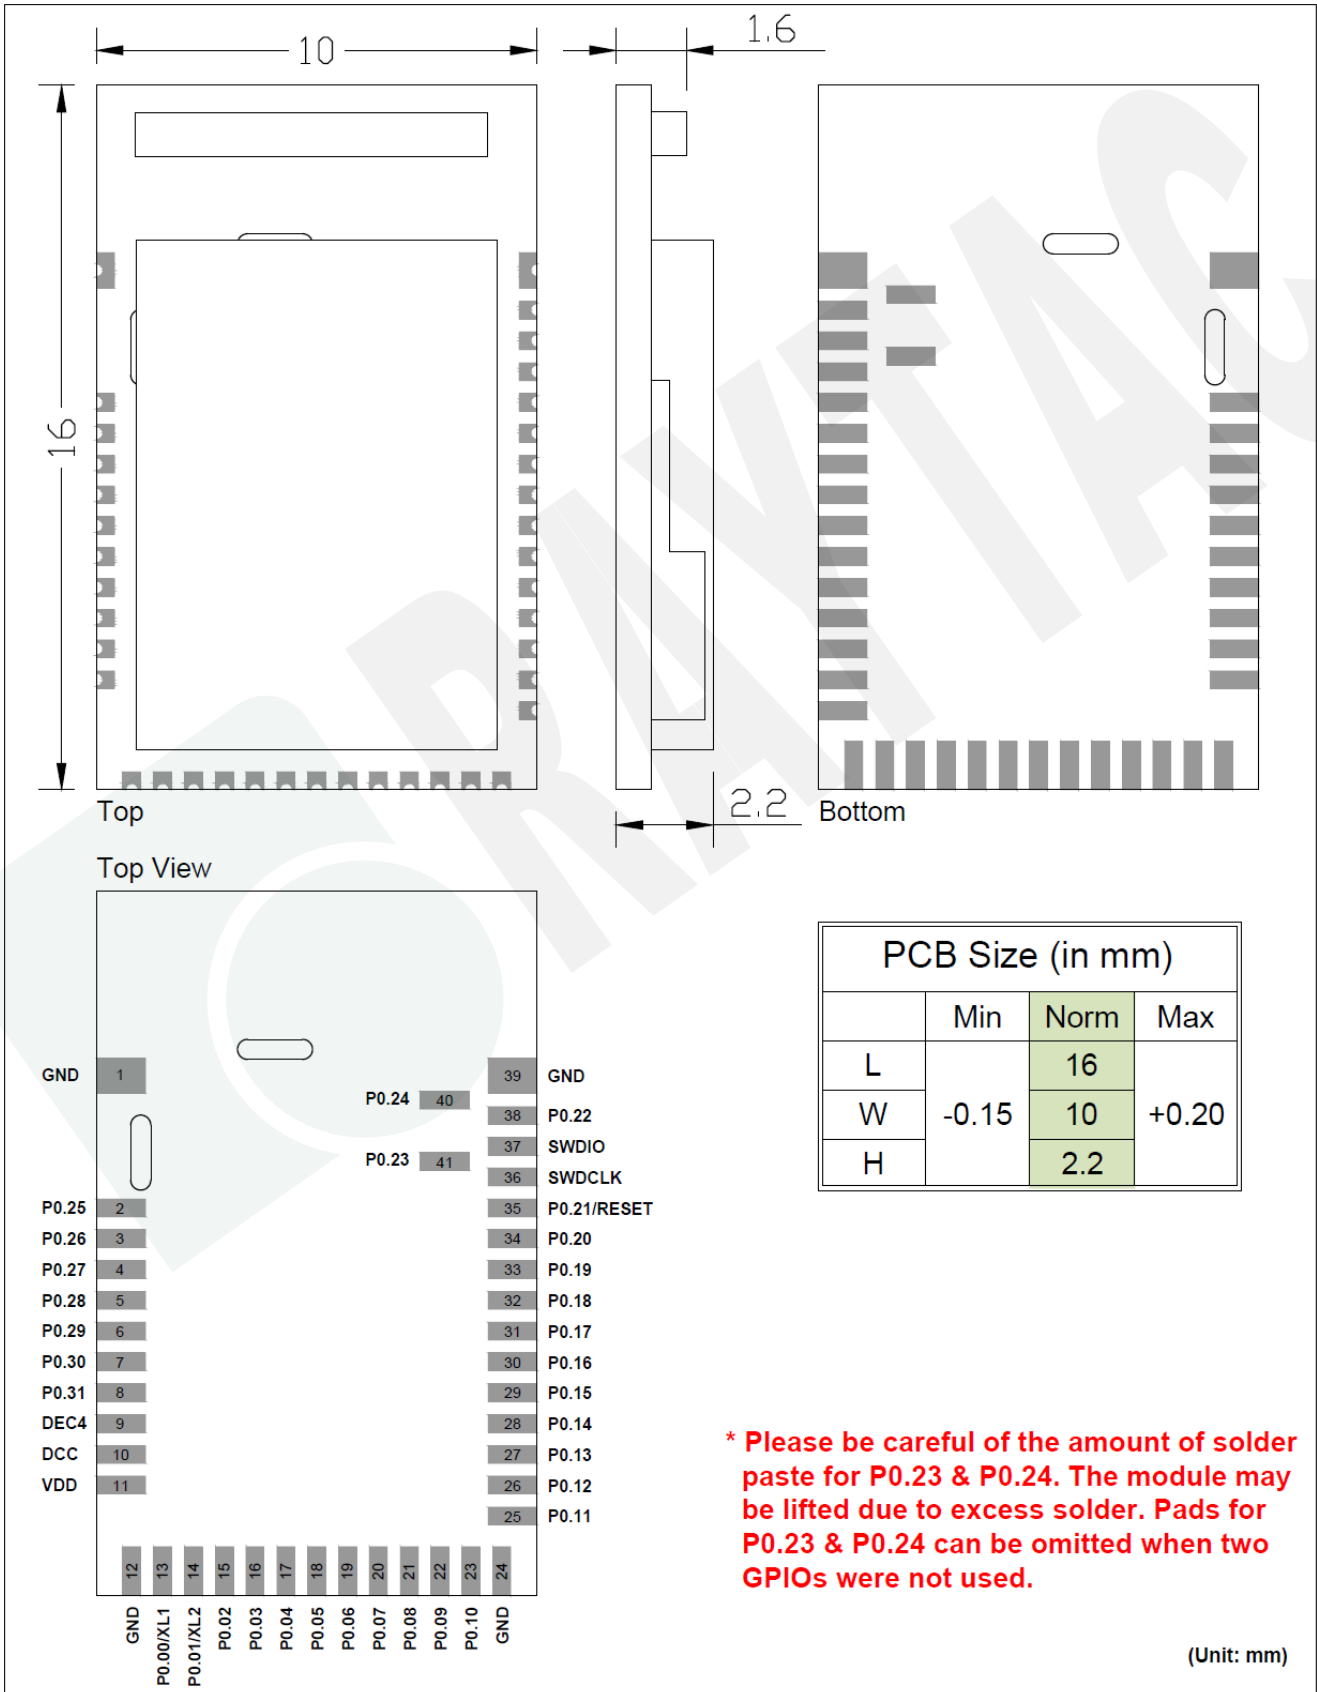 10
1.6
16
2.2
Top
Bottom
Top View
RAYTAC
GND 1
P0.25 2
P0.26 3
P0.27 4
P0.28 5
P0.29 6
P0.30 7
P0.31 8
DEC4 9
DCC 10
VDD 11
P0.24 40
P0.23 41
39 GND
38 P0.22
37 SWDIO
36 SWDCLK
35 P0.21/RESET
34 P0.20
33 P0.19
32 P0.18
31 P0.17
30 P0.16
29 P0.15
28 P0.14
27 P0.13
26 P0.12
25 P0.11
12 13 14 15 16 17 18 19 20 21 22 23 24
GND P0.00/XL1 P0.01/XL2 P0.02 P0.03 P0.04 P0.05 P0.06 P0.07 P0.08 P0.09 P0.10 GND
PCB Size (in mm)
Min Norm Max
L 16
W -0.15 10 +0.20
H 2.2
* Please be careful of the amount of solder
paste for P0.23 & P0.24. The module may
be lifted due to excess solder. Pads for
P0.23 & P0.24 can be omitted when two
GPIOs were not used.
(Unit: mm)